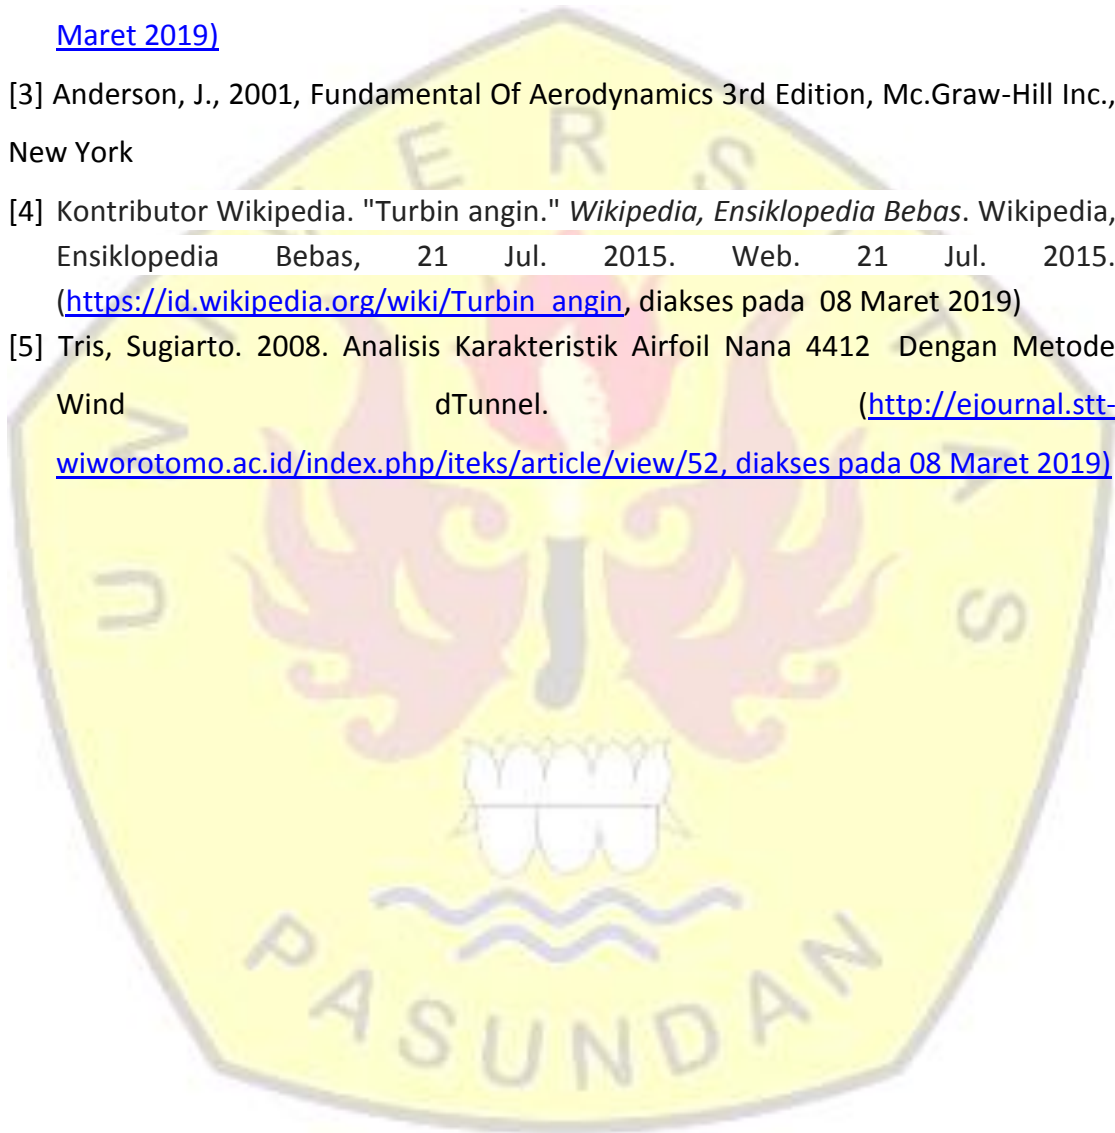 Maret 2019)
[3] Anderson, J., 2001, Fundamental Of Aerodynamics 3rd Edition, Mc.Graw-Hill Inc.,
New York
[4] Kontributor Wikipedia. "Turbin angin." Wikipedia, Ensiklopedia Bebas. Wikipedia,
Ensiklopedia Bebas, 21 Jul. 2015. Web. 21 Jul. 2015.
(https://id.wikipedia.org/wiki/Turbin_angin, diakses pada 08 Maret 2019)
[5] Tris, Sugiarto. 2008. Analisis Karakteristik Airfoil Nana 4412 Dengan Metode
Wind dTunnel. (http://ejournal.stt-
wiworotomo.ac.id/index.php/iteks/article/view/52, diakses pada 08 Maret 2019)
UNIVERSITAS
PASUNDAN